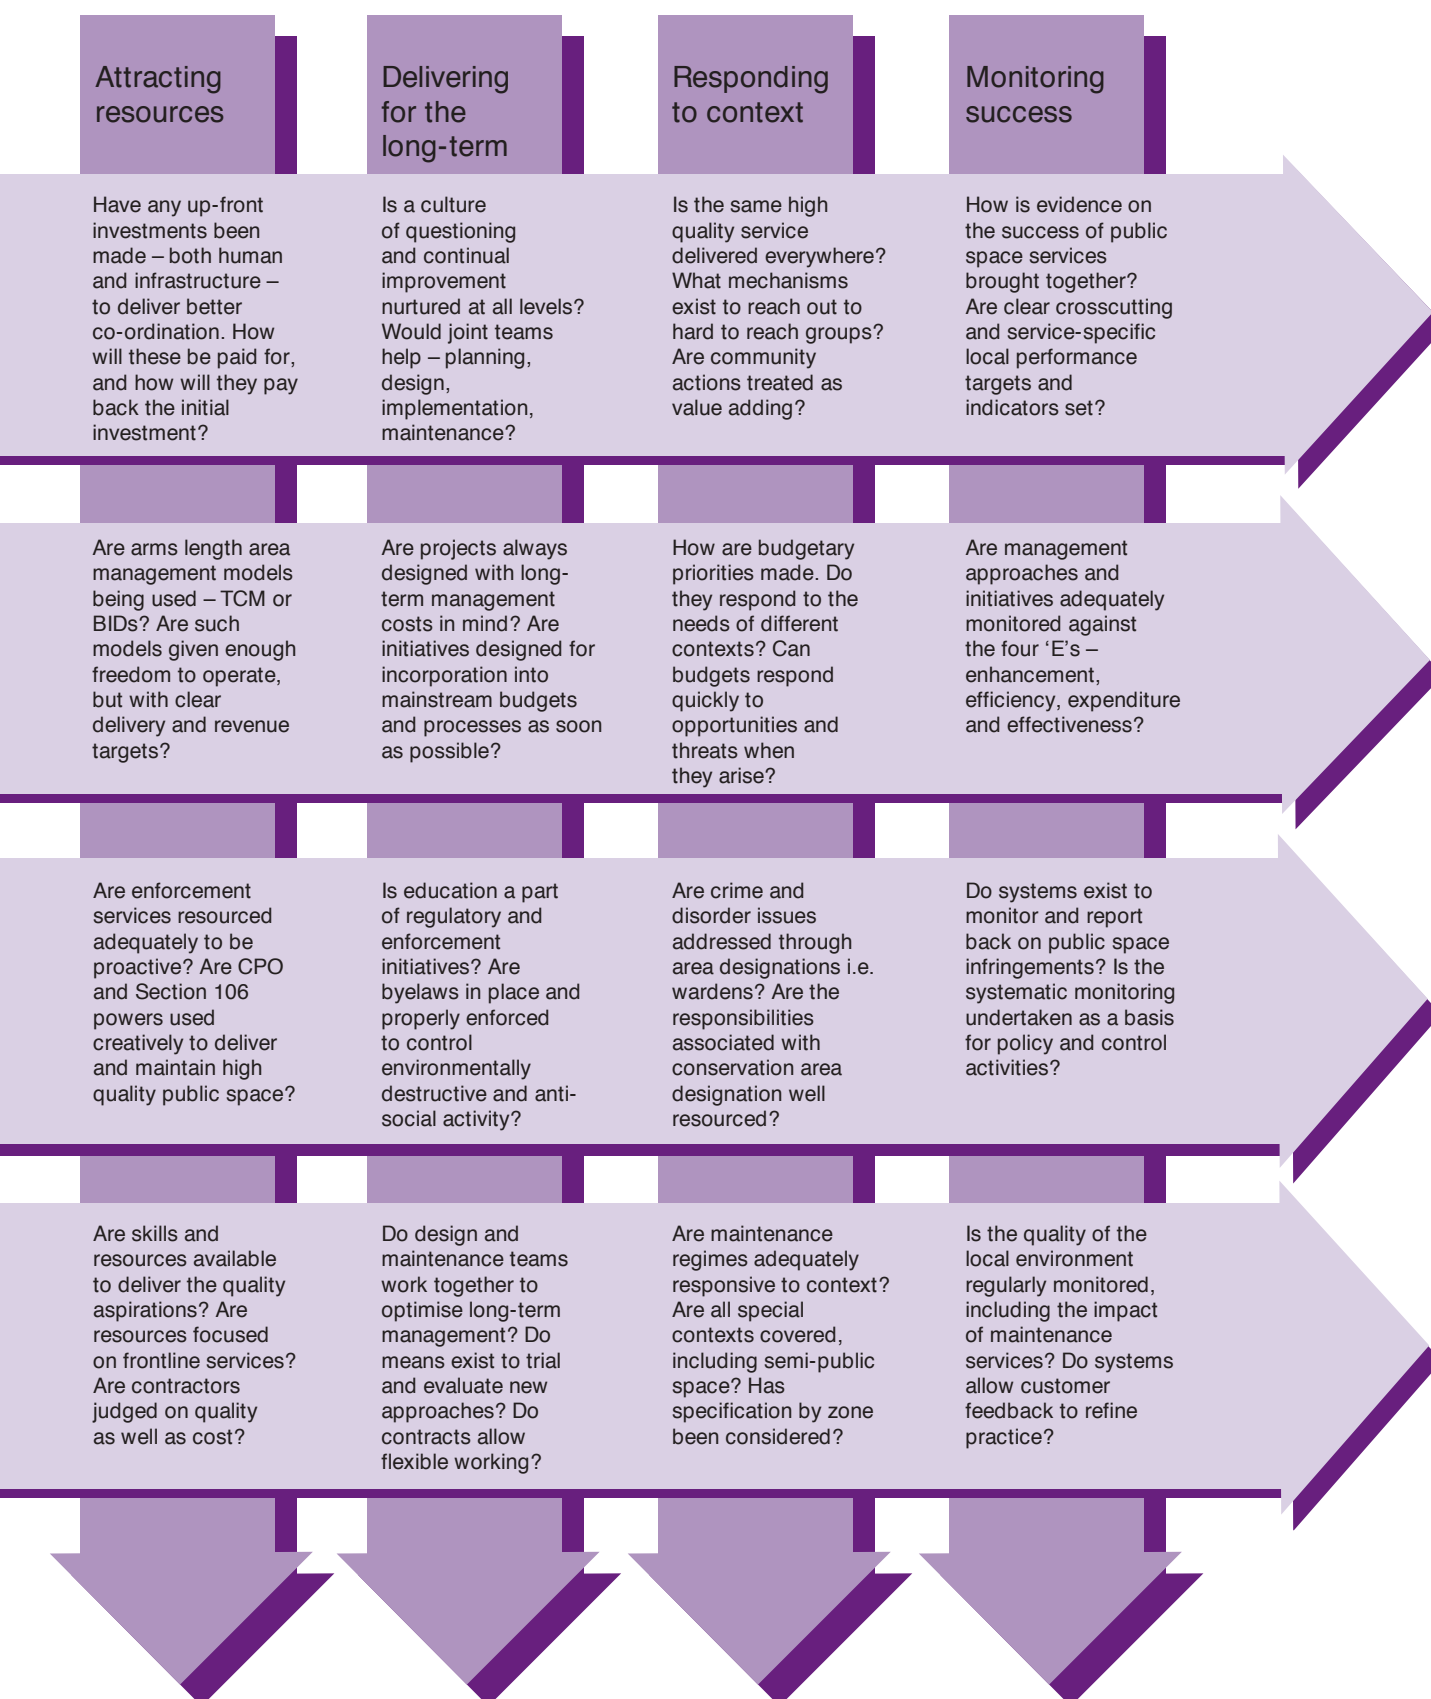 Attracting
resources
Delivering
for the
long-term
Responding
to context
Monitoring
success
Have any up-front
investments been
made – both human
and infrastructure –
to deliver better
co-ordination. How
will these be paid for,
and how will they pay
back the initial
investment?
Is a culture
of questioning
and continual
improvement
nurtured at all levels?
Would joint teams
help – planning,
design,
implementation,
maintenance?
Is the same high
quality service
delivered everywhere?
What mechanisms
exist to reach out to
hard to reach groups?
Are community
actions treated as
value adding?
How is evidence on
the success of public
space services
brought together?
Are clear crosscutting
and service-specific
local performance
targets and
indicators set?
Are arms length area
management models
being used – TCM or
BIDs? Are such
models given enough
freedom to operate,
but with clear
delivery and revenue
targets?
Are projects always
designed with long-
term management
costs in mind? Are
initiatives designed for
incorporation into
mainstream budgets
and processes as soon
as possible?
How are budgetary
priorities made. Do
they respond to the
needs of different
contexts? Can
budgets respond
quickly to
opportunities and
threats when
they arise?
Are management
approaches and
initiatives adequately
monitored against
the four ‘E’s –
enhancement,
efficiency, expenditure
and effectiveness?
Are enforcement
services resourced
adequately to be
proactive? Are CPO
and Section 106
powers used
creatively to deliver
and maintain high
quality public space?
Is education a part
of regulatory and
enforcement
initiatives? Are
byelaws in place and
properly enforced
to control
environmentally
destructive and anti-
social activity?
Are crime and
disorder issues
addressed through
area designations i.e.
wardens? Are the
responsibilities
associated with
conservation area
designation well
resourced?
Do systems exist to
monitor and report
back on public space
infringements? Is the
systematic monitoring
undertaken as a basis
for policy and control
activities?
Are skills and
resources available
to deliver the quality
aspirations? Are
resources focused
on frontline services?
Are contractors
judged on quality
as well as cost?
Do design and
maintenance teams
work together to
optimise long-term
management? Do
means exist to trial
and evaluate new
approaches? Do
contracts allow
flexible working?
Are maintenance
regimes adequately
responsive to context?
Are all special
contexts covered,
including semi-public
space? Has
specification by zone
been considered?
Is the quality of the
local environment
regularly monitored,
including the impact
of maintenance
services? Do systems
allow customer
feedback to refine
practice?